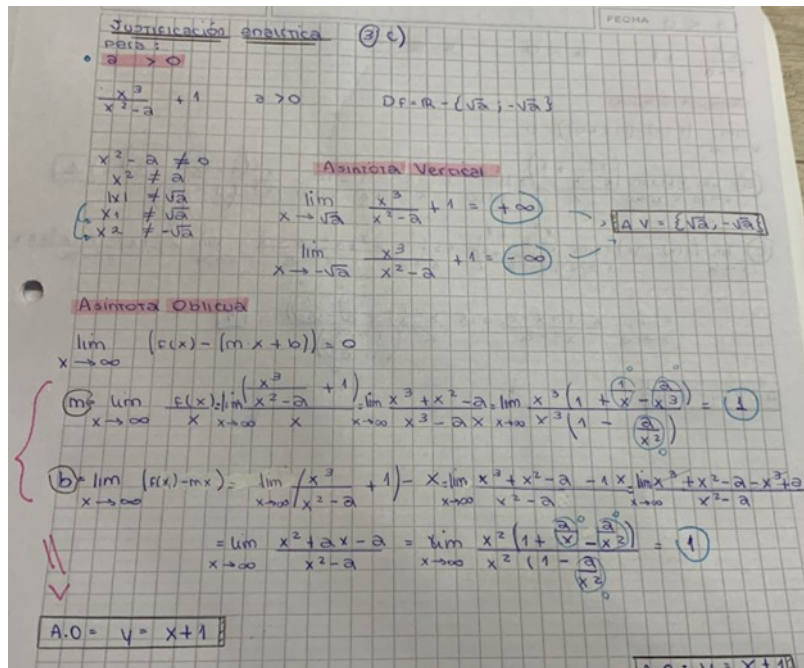 FECHA
Justificación analítica ③ c)
para:
• a > 0
x³/(x²-a) + 1 a > 0 Df = ℝ - {√a ; -√a}
x² - a ≠ 0
x² ≠ a
|x| ≠ √a
x1 ≠ √a
x2 ≠ -√a
Asíntota Vertical
lim x→√a x³/(x²-a) + 1 = +∞
lim x→-√a x³/(x²-a) + 1 = -∞
AV = {√a, -√a}
Asíntota Oblicua
lim x→∞ (f(x) - (m·x + b)) = 0
m = lim x→∞ f(x)/x = lim x→∞ (x³/(x²-a) + 1)/x = lim x→∞ (x³ + x² - a)/(x³ - ax) = lim x→∞ x³(1 + 1/x - a/x³)/x³(1 - a/x²) = 1
b = lim x→∞ (f(x) - mx) = lim x→∞ (x³/(x²-a) + 1) - x = lim x→∞ (x³ + x² - a)/(x² - a) - 1x = lim x→∞ (x³ + x² - a - x³ + a)/(x² - a)
= lim x→∞ (x² + ax - a)/(x² - a) = lim x→∞ x²(1 + a/x - a/x²)/x²(1 - a/x²) = 1
A.O = y = x+1